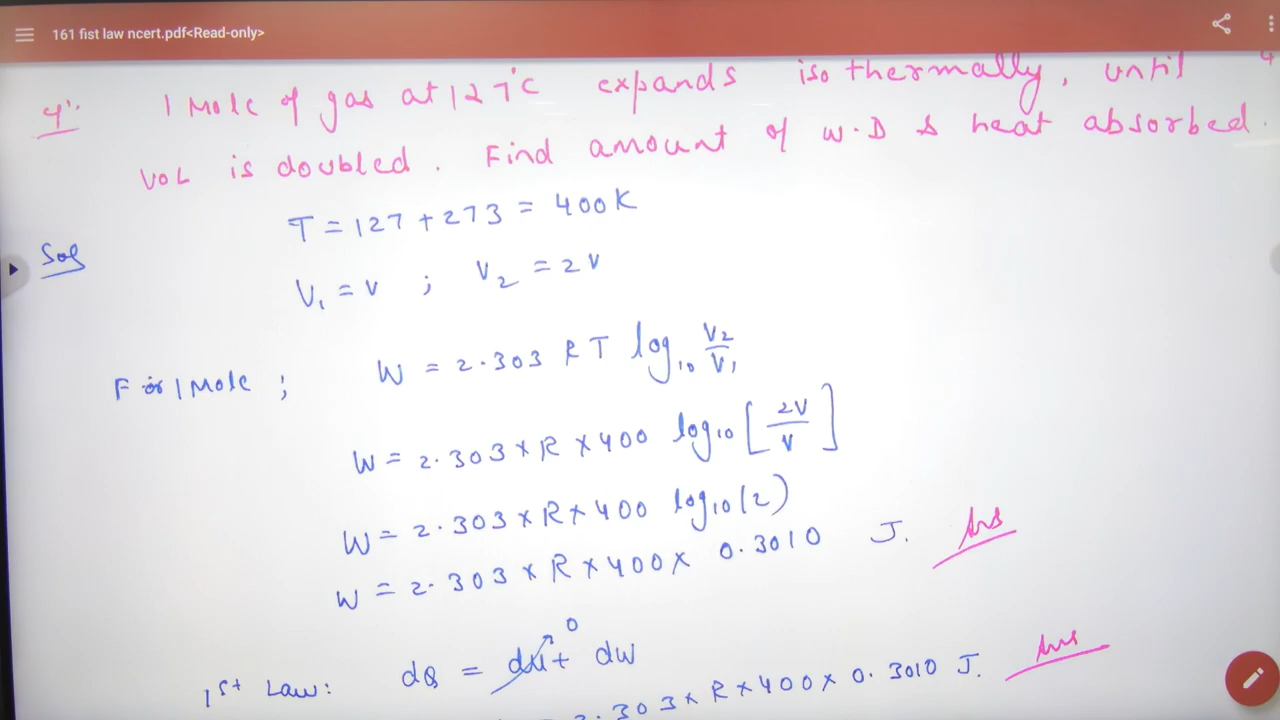 161 fist law ncert.pdf<Read-only>
4". 1 Mole of gas at 127°C expands isothermally, until
VOL is doubled. Find amount of W.D & heat absorbed.
T = 127 + 273 = 400K
Sol
V₁ = V ; V₂ = 2V
For 1 Mole ; W = 2.303 RT log₁₀ V₂/V₁
W = 2.303 × R × 400 log₁₀ [2V/V]
W = 2.303 × R × 400 log₁₀(2)
W = 2.303 × R × 400 × 0.3010 J. Ans
1st Law: dQ = du + dw
0
2.303 × R × 400 × 0.3010 J. Ans